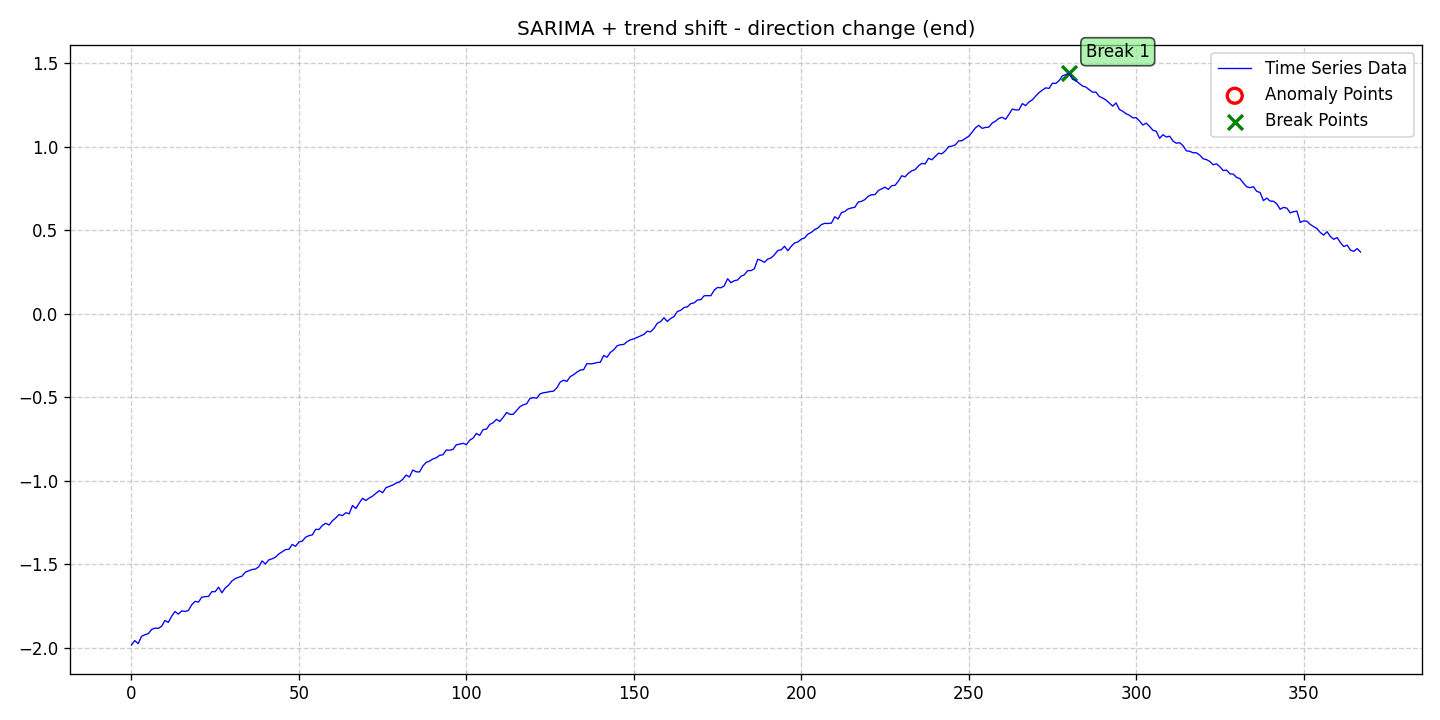 SARIMA + trend shift - direction change (end)
Break 1
Time Series Data
Anomaly Points
Break Points
1.5
1.0
0.5
0.0
−0.5
−1.0
−1.5
−2.0
0 50 100 150 200 250 300 350